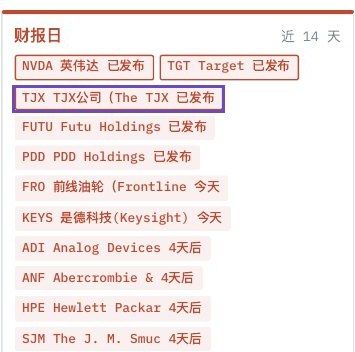 财报日 近 14 天
NVDA 英伟达 已发布 TGT Target 已发布
TJX TJX公司 (The TJX 已发布
FUTU Futu Holdings 已发布
PDD PDD Holdings 已发布
FRO 前线油轮 (Frontline 今天
KEYS 是德科技(Keysight) 今天
ADI Analog Devices 4天后
ANF Abercrombie & 4天后
HPE Hewlett Packar 4天后
SJM The J. M. Smuc 4天后